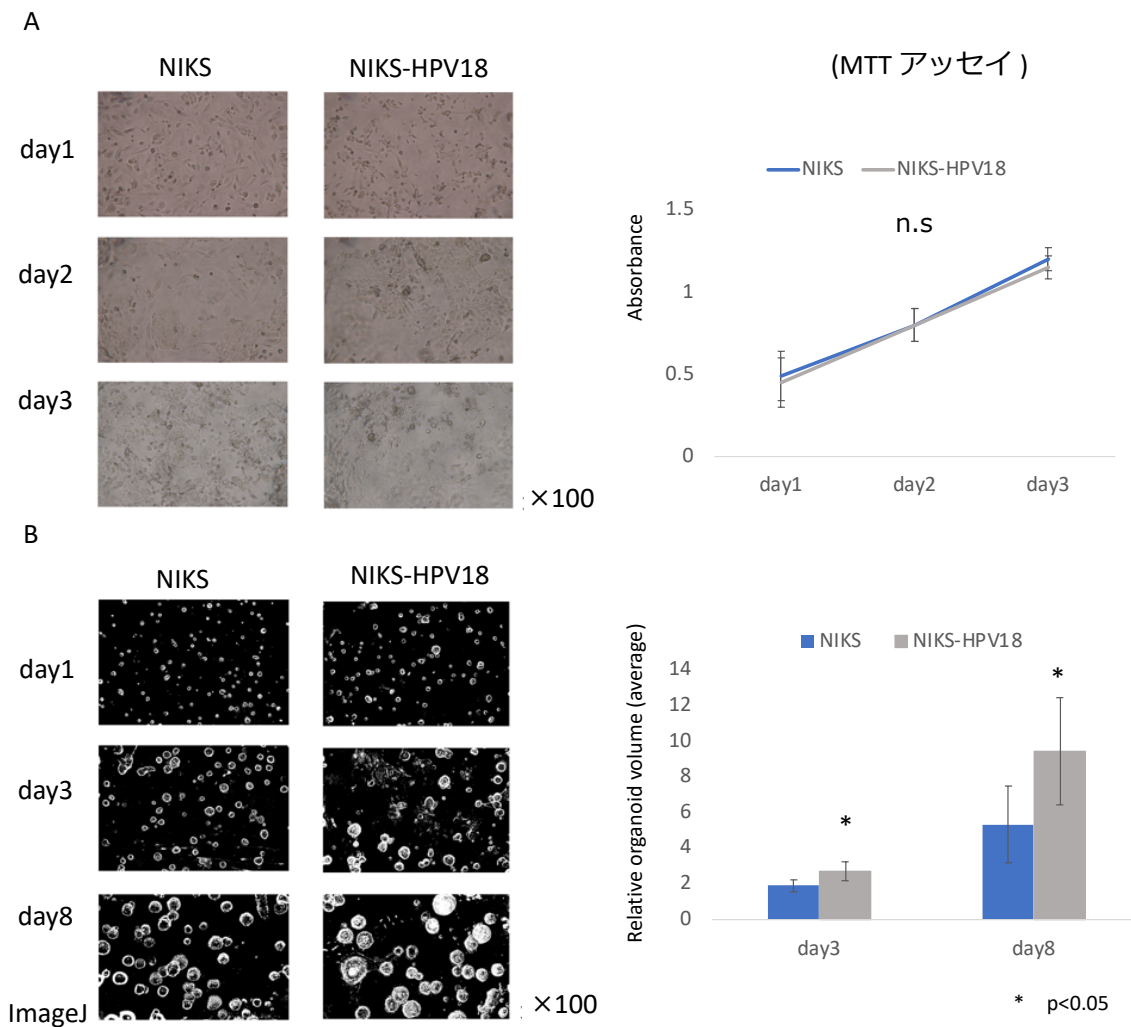 A
NIKS NIKS-HPV18
day1
day2
day3
×100
(MTT アッセイ )
NIKS NIKS-HPV18
Absorbance
1.5
n.s
1
0.5
0
day1 day2 day3
B
NIKS NIKS-HPV18
day1
day3
day8
ImageJ
×100
NIKS NIKS-HPV18
Relative organoid volume (average)
14
12
10
8
6
4
2
0
*
*
day3 day8
* p<0.05